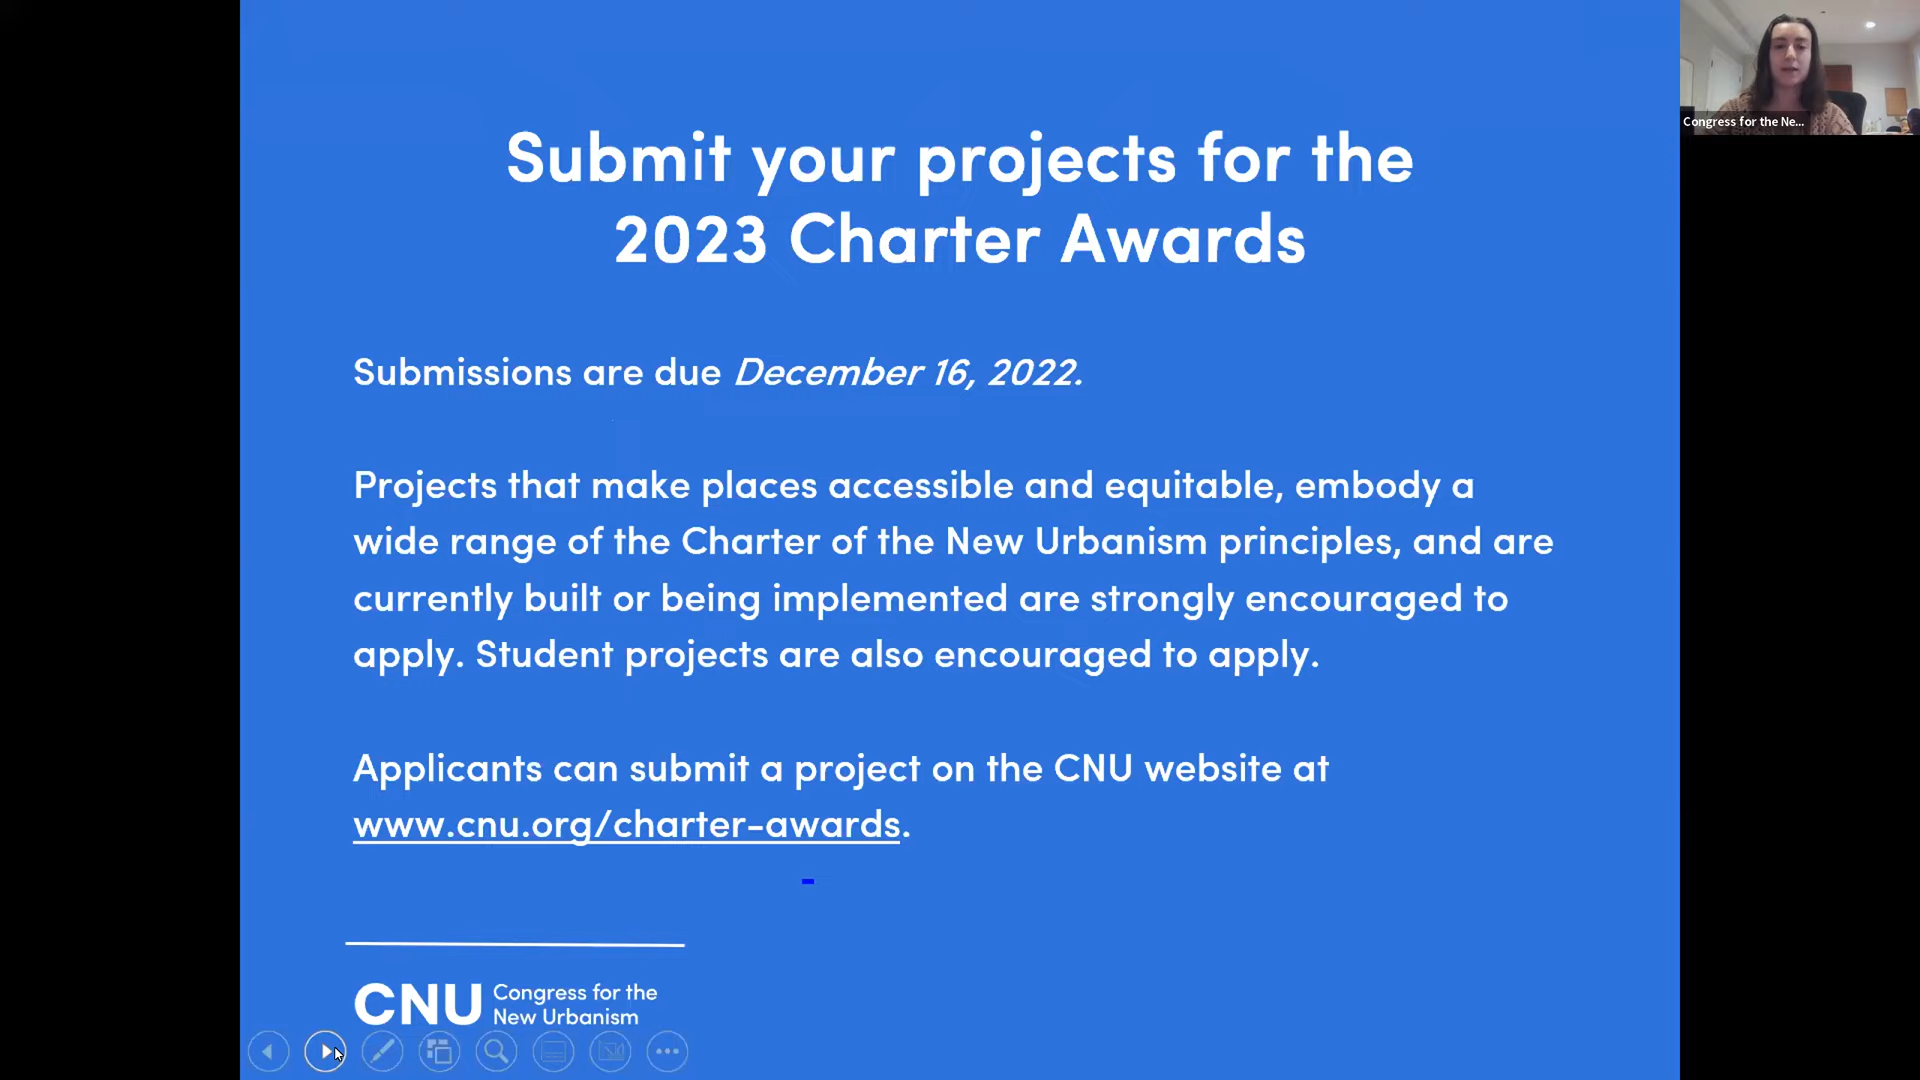 Submit your projects for the
2023 Charter Awards
Submissions are due December 16, 2022.
Projects that make places accessible and equitable, embody a
wide range of the Charter of the New Urbanism principles, and are
currently built or being implemented are strongly encouraged to
apply. Student projects are also encouraged to apply.
Applicants can submit a project on the CNU website at
www.cnu.org/charter-awards.
CNU Congress for the
New Urbanism
Congress for the Ne...